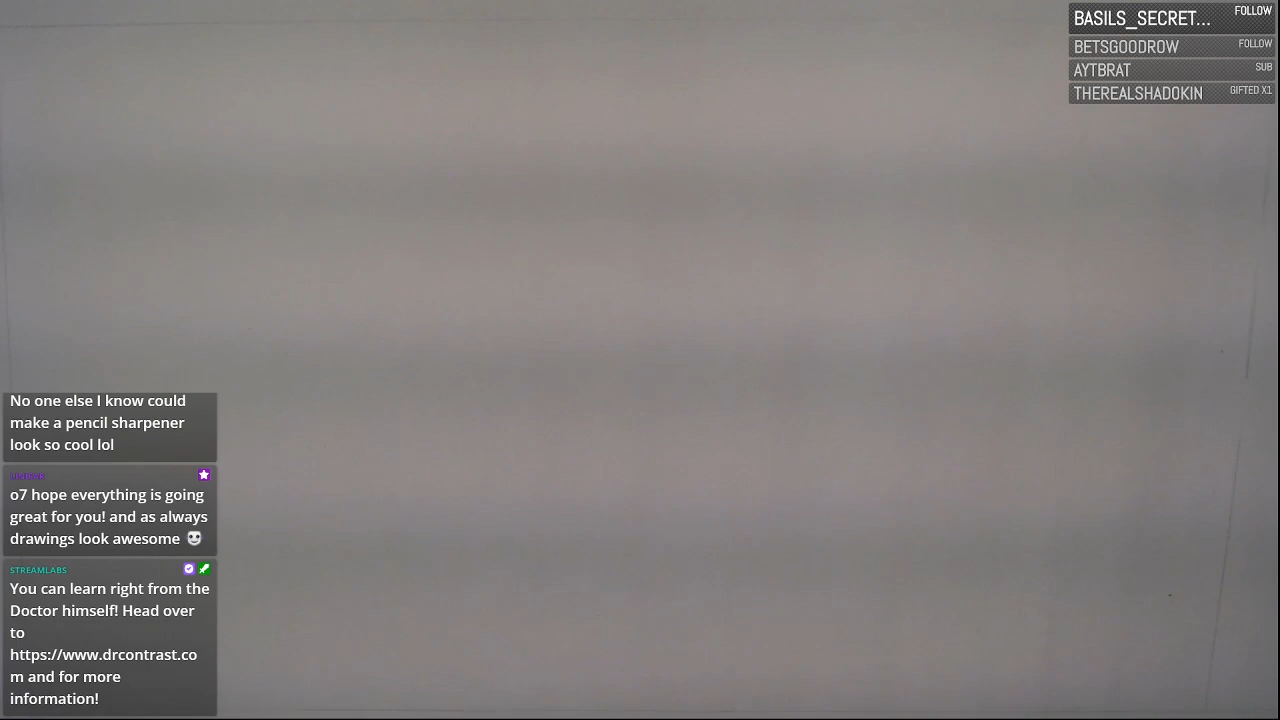 BASILS_SECRET... FOLLOW
BETSGOODROW FOLLOW
AYTBRAT SUB
THEREALSHADOKIN GIFTED X1
No one else I know could
make a pencil sharpener
look so cool lol
o7 hope everything is going
great for you! and as always
drawings look awesome
STREAMLABS
You can learn right from the
Doctor himself! Head over
to
https://www.drcontrast.co
m and for more
information!